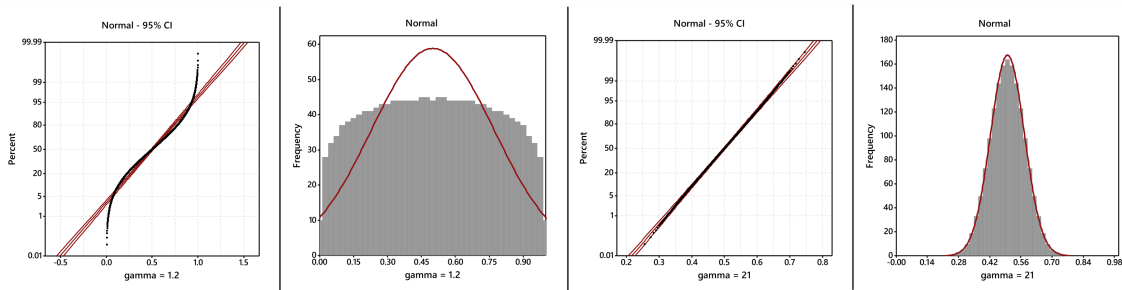 Normal - 95% CI
99.99
99
95
80
50
20
5
1
0.01
Percent
-0.5 0.0 0.5 1.0 1.5
gamma = 1.2
Normal
60
50
40
30
20
10
0
Frequency
0.00 0.15 0.30 0.45 0.60 0.75 0.90
gamma = 1.2
Normal - 95% CI
99.99
99
95
80
50
20
5
1
0.01
Percent
0.2 0.3 0.4 0.5 0.6 0.7 0.8
gamma = 21
Normal
180
160
140
120
100
80
60
40
20
0
Frequency
-0.00 0.14 0.28 0.42 0.56 0.70 0.84 0.98
gamma = 21